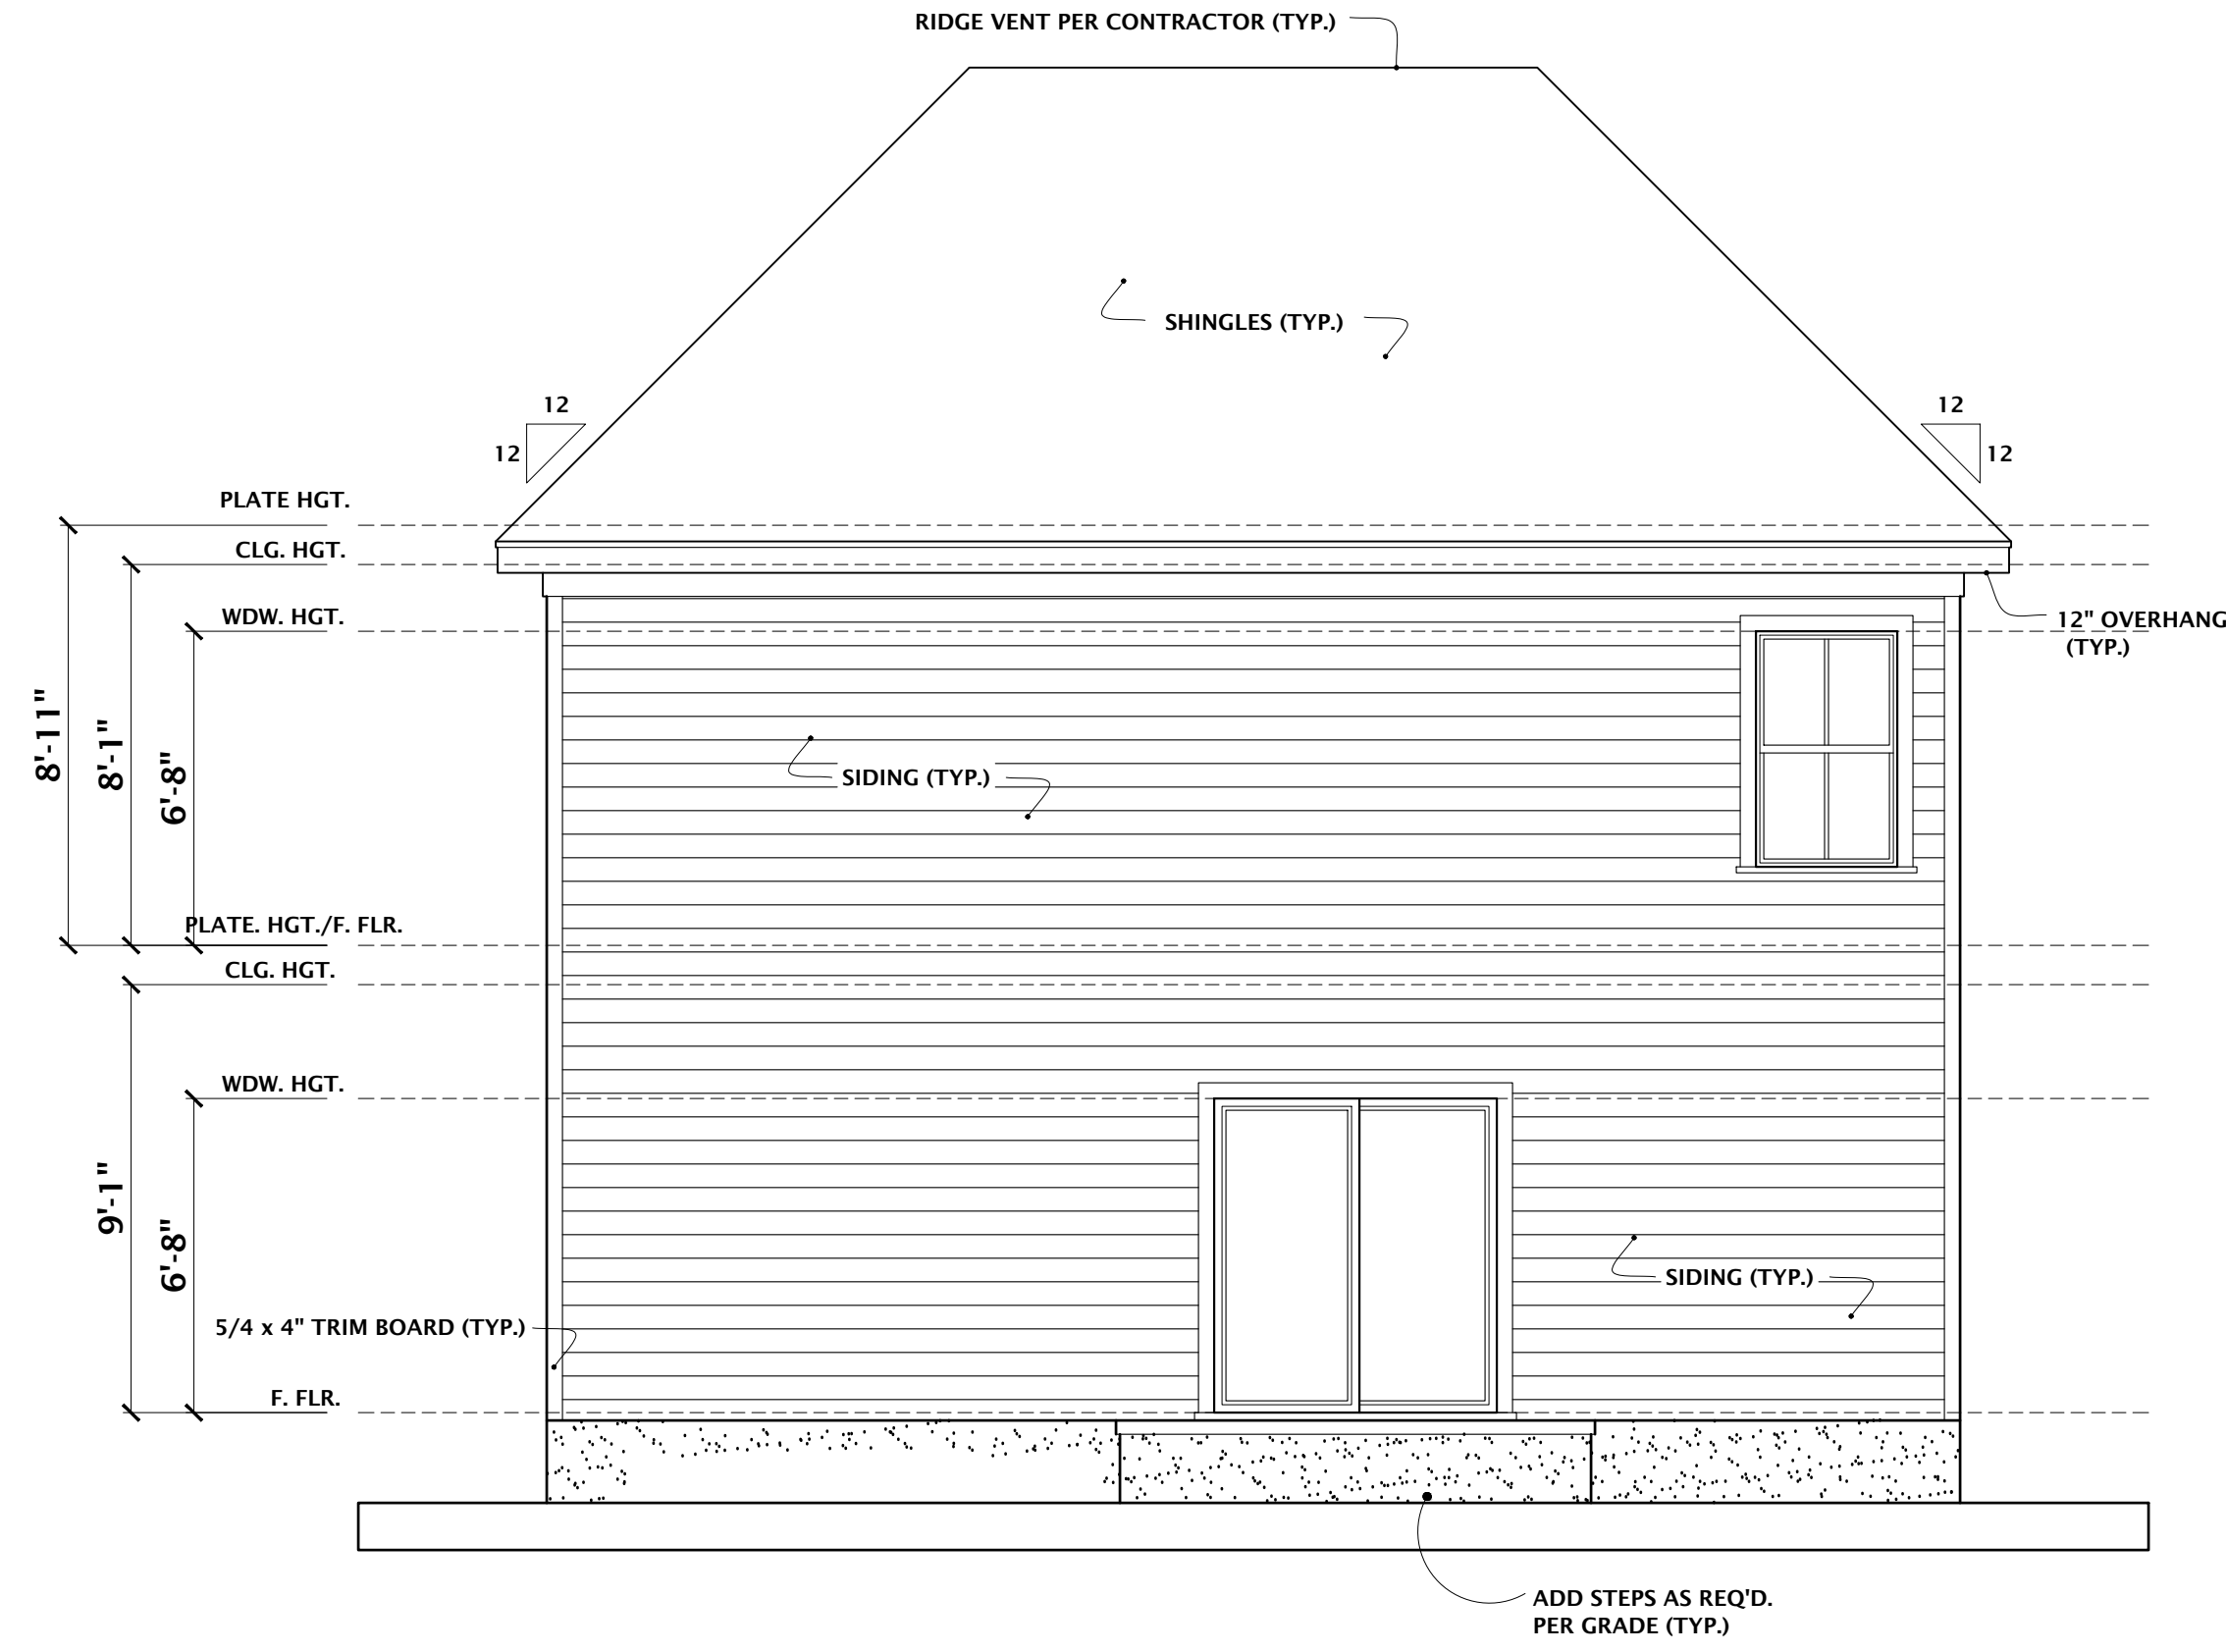 RIDGE VENT PER CONTRACTOR (TYP.)
SHINGLES (TYP.)
12
12
12
12
PLATE HGT.
CLG. HGT.
WDW. HGT.
12" OVERHANG
(TYP.)
8'-11"
8'-1"
6'-8"
SIDING (TYP.)
PLATE. HGT./F. FLR.
CLG. HGT.
WDW. HGT.
9'-1"
6'-8"
SIDING (TYP.)
5/4 x 4" TRIM BOARD (TYP.)
F. FLR.
ADD STEPS AS REQ'D.
PER GRADE (TYP.)